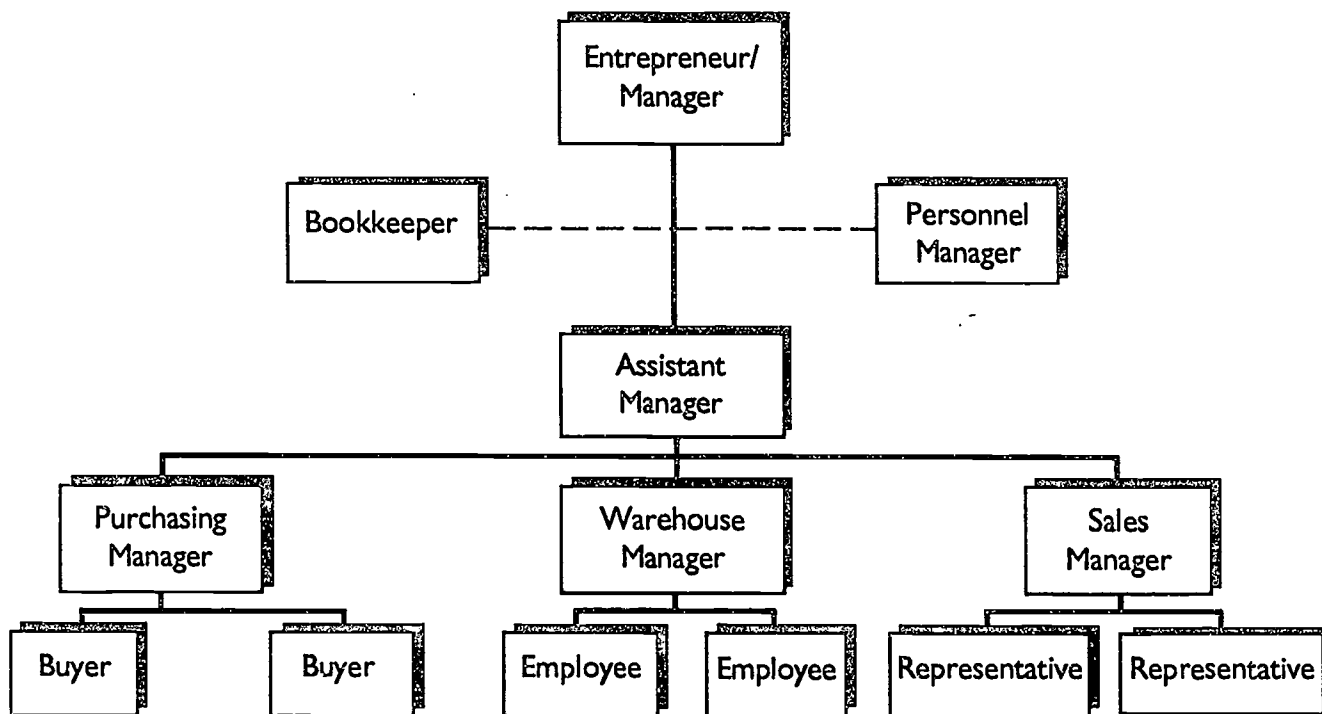 Entrepreneur/
Manager
Bookkeeper
Personnel
Manager
Assistant
Manager
Purchasing
Manager
Warehouse
Manager
Sales
Manager
Buyer
Buyer
Employee
Employee
Representative
Representative